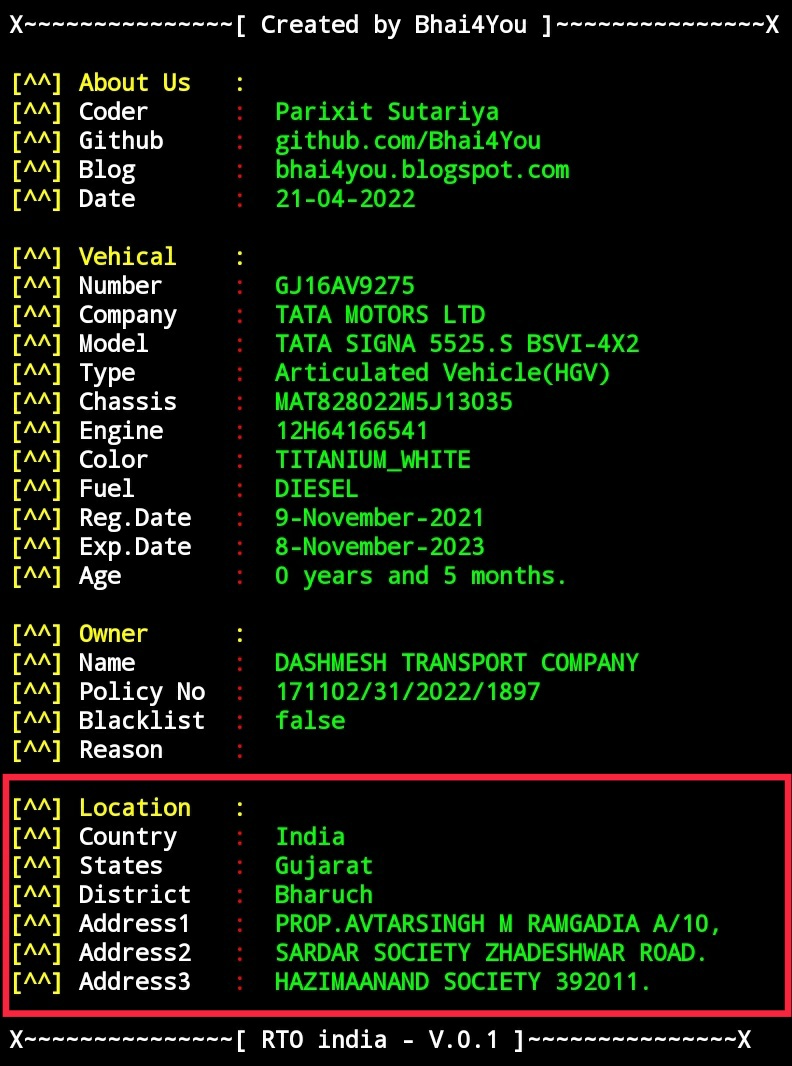 X~~~~~~~~~~~~~~~[ Created by Bhai4You ]~~~~~~~~~~~~~~~X
[^^] About Us   :
[^^] Coder      :  Parixit Sutariya
[^^] Github     :  github.com/Bhai4You
[^^] Blog       :  bhai4you.blogspot.com
[^^] Date       :  21-04-2022
[^^] Vehical    :
[^^] Number     :  GJ16AV9275
[^^] Company    :  TATA MOTORS LTD
[^^] Model      :  TATA SIGNA 5525.S BSVI-4X2
[^^] Type       :  Articulated Vehicle(HGV)
[^^] Chassis    :  MAT828022M5J13035
[^^] Engine     :  12H64166541
[^^] Color      :  TITANIUM_WHITE
[^^] Fuel       :  DIESEL
[^^] Reg.Date   :  9-November-2021
[^^] Exp.Date   :  8-November-2023
[^^] Age        :  0 years and 5 months.
[^^] Owner      :
[^^] Name       :  DASHMESH TRANSPORT COMPANY
[^^] Policy No  :  171102/31/2022/1897
[^^] Blacklist  :  false
[^^] Reason     :
[^^] Location   :
[^^] Country    :  India
[^^] States     :  Gujarat
[^^] District   :  Bharuch
[^^] Address1   :  PROP.AVTARSINGH M RAMGADIA A/10,
[^^] Address2   :  SARDAR SOCIETY ZHADESHWAR ROAD.
[^^] Address3   :  HAZIMAANAND SOCIETY 392011.
X~~~~~~~~~~~~~~~[ RTO india - V.0.1 ]~~~~~~~~~~~~~~~X